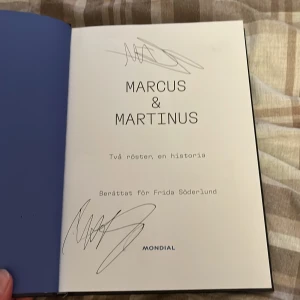 MARCUS
&
MARTINUS
Två röster, en historia
Berättat för Frida Söderlund
MONDIAL